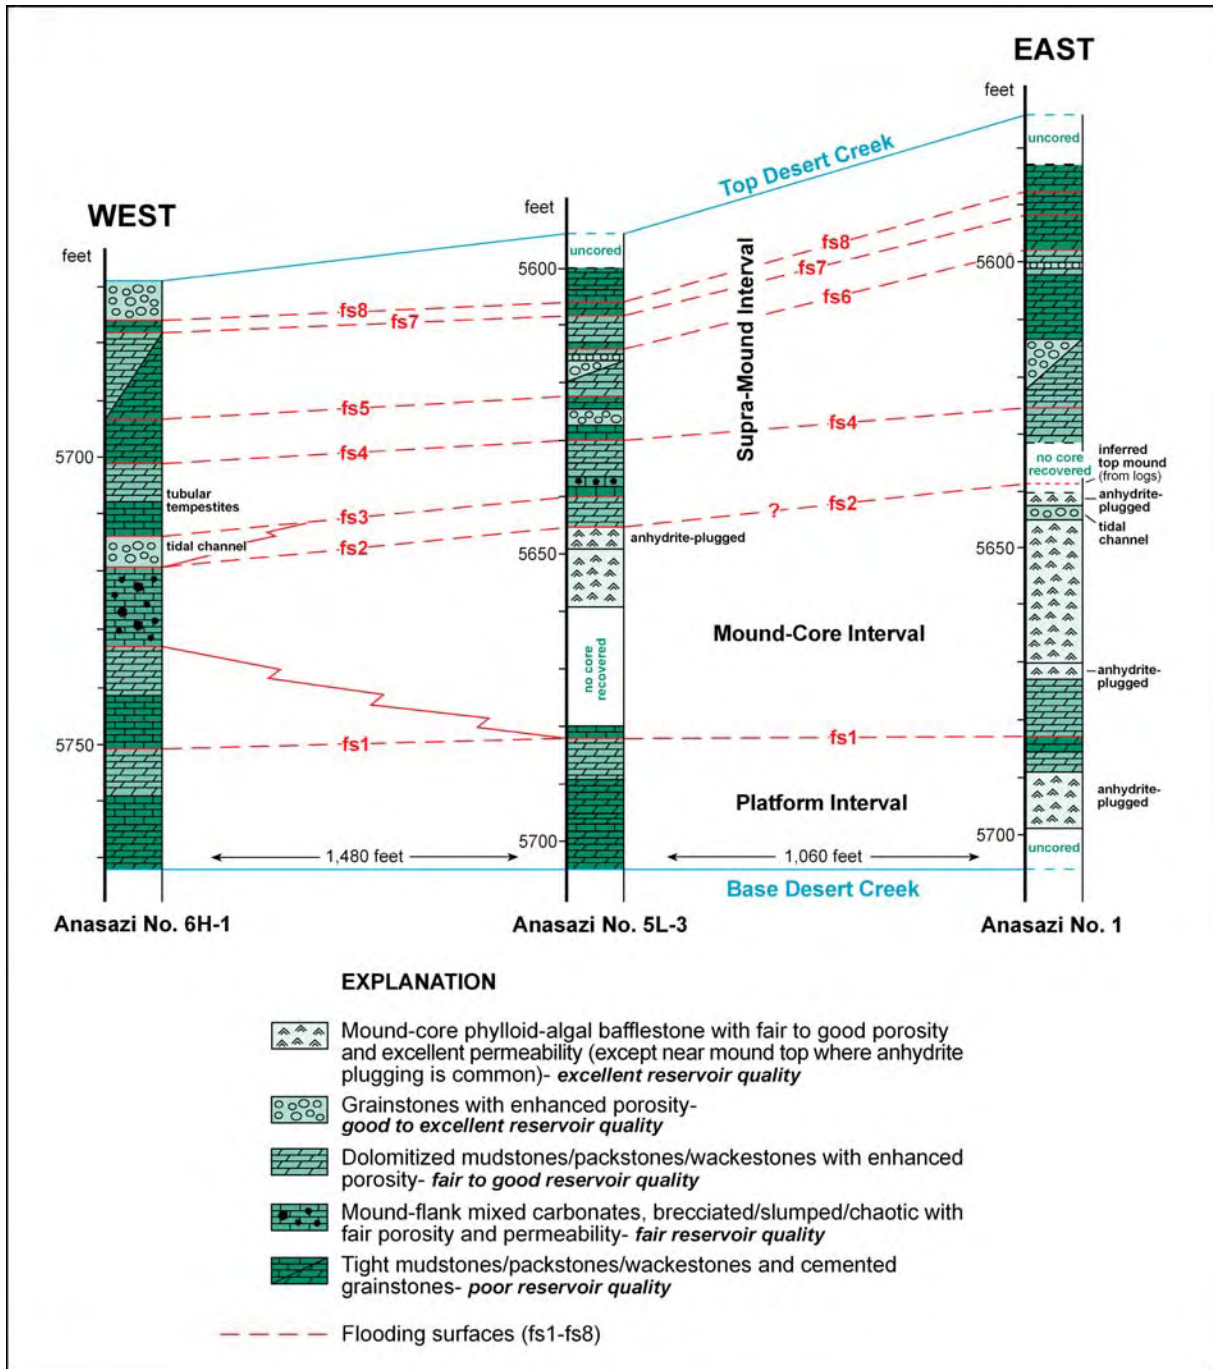 EAST
feet
uncored
Top Desert Creek
feet
WEST
feet
uncored
5600
5600
fs8
fs7
fs6
fs8
fs7
Supra-Mound Interval
fs5
fs4
fs4
5700
no core
recovered
inferred
top mound
(from logs)
anhydrite-
plugged
tidal
channel
tubular
tempestites
fs3
tidal channel
fs2
?
fs2
anhydrite-plugged
5650
5650
Mound-Core Interval
no core
recovered
anhydrite-
plugged
5750
fs1
fs1
Platform Interval
anhydrite-
plugged
5700
5700
uncored
1,480 feet
1,060 feet
Base Desert Creek
Anasazi No. 6H-1
Anasazi No. 5L-3
Anasazi No. 1
EXPLANATION
Mound-core phylloid-algal bafflestone with fair to good porosity
and excellent permeability (except near mound top where anhydrite
plugging is common)- excellent reservoir quality
Grainstones with enhanced porosity-
good to excellent reservoir quality
Dolomitized mudstones/packstones/wackestones with enhanced
porosity- fair to good reservoir quality
Mound-flank mixed carbonates, brecciated/slumped/chaotic with
fair porosity and permeability- fair reservoir quality
Tight mudstones/packstones/wackestones and cemented
grainstones- poor reservoir quality
Flooding surfaces (fs1-fs8)